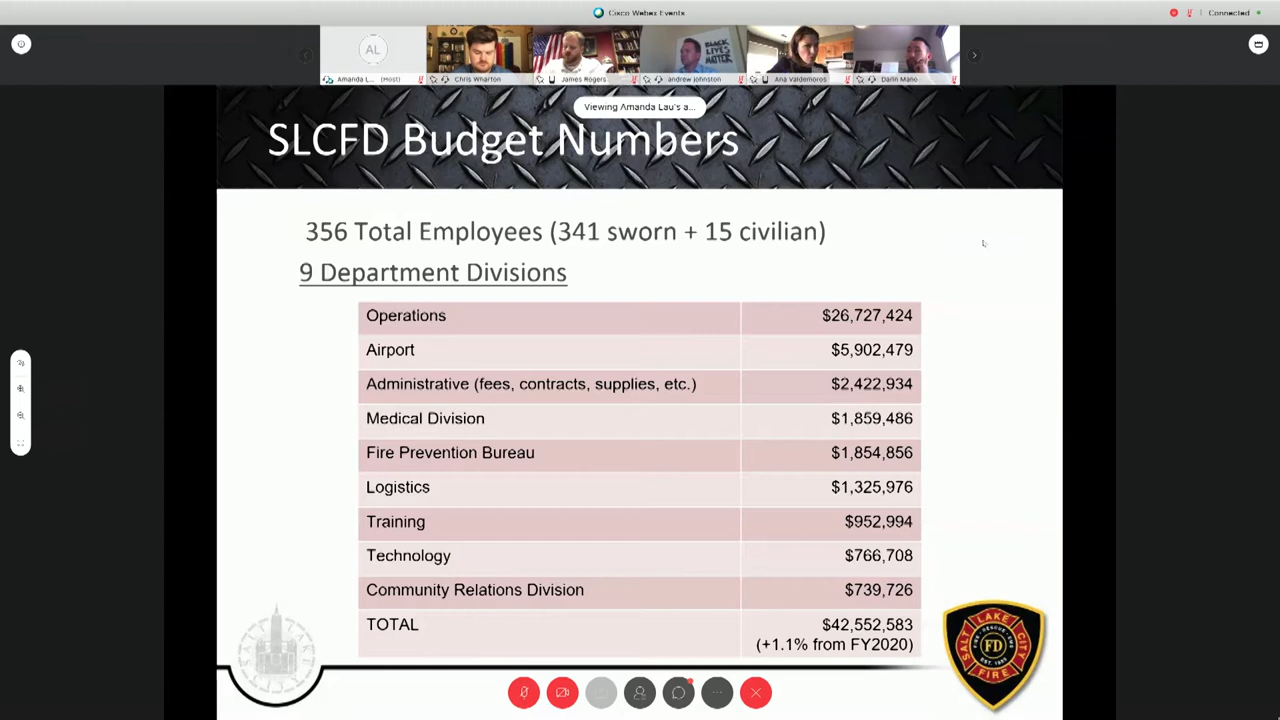 Cisco Webex Events
Connected
AL
Amanda L... (Host)
Chris Wharton
James Rogers
andrew johnston
Ana Valdemoros
Darin Mano
BLACK
LIVES
MATTER
Viewing Amanda Lau's a...
SLCFD Budget Numbers
356 Total Employees (341 sworn + 15 civilian)
9 Department Divisions
Operations $26,727,424
Airport $5,902,479
Administrative (fees, contracts, supplies, etc.) $2,422,934
Medical Division $1,859,486
Fire Prevention Bureau $1,854,856
Logistics $1,325,976
Training $952,994
Technology $766,708
Community Relations Division $739,726
TOTAL $42,552,583
(+1.1% from FY2020)
SALT LAKE CITY
FD
FIRE